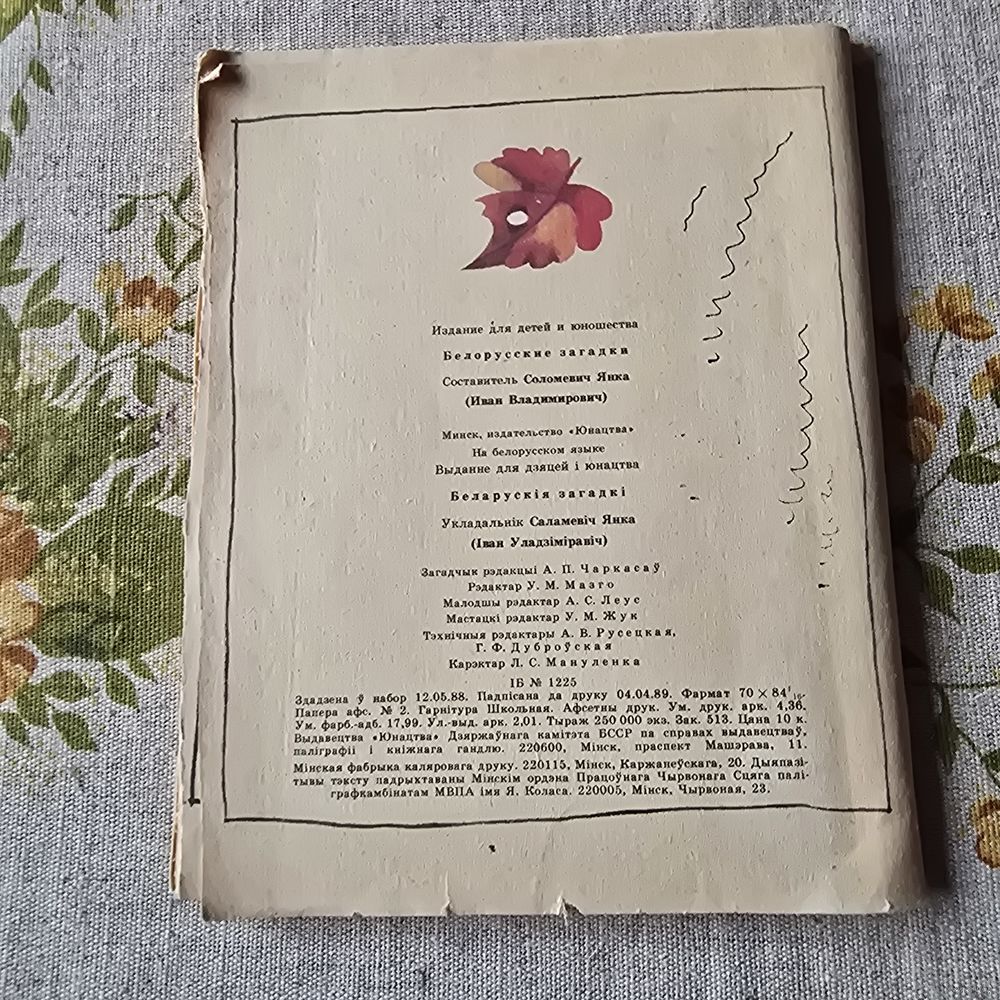 Издание для детей и юношества
Белорусские загадки
Составитель Соломевич Янка
(Иван Владимирович)
Минск, издательство «Юнацтва»
На белорусском языке
Выданне для дзяцей і юнацтва
Беларускія загадкі
Укладальнік Саламевіч Янка
(Іван Уладзіміравіч)
Загадчык рэдакцыі А. П. Чаркасаў
Рэдактар У. М. Мазго
Малодшы рэдактар А. С. Леус
Мастацкі рэдактар У. М. Жук
Тэхнічныя рэдактары А. В. Русецкая,
Г. Ф. Дуброўская
Карэктар Л. С. Мануленка
ІБ № 1225
Здадзена ў набор 12.05.88. Падпісана да друку 04.04.89. Фармат 70 × 84¹/₁₆.
Папера афс. № 2. Гарнітура Школьная. Афсетны друк. Ум. друк. арк. 4,36.
Ум. фарб.-адб. 17,99. Ул.-выд. арк. 2,01. Тыраж 250 000 экз. Зак. 513. Цана 10 к.
Выдавецтва «Юнацтва» Дзяржаўнага камітэта БССР па справах выдавецтваў,
паліграфіі і кніжнага гандлю. 220600, Мінск, праспект Машэрава, 11.
Мінская фабрыка каляровага друку. 220115, Мінск, Каржанеўскага, 20. Дыяпазі-
тывы тэксту падрыхтаваны Мінскім ордэна Працоўнага Чырвонага Сцяга палі-
графкамбінатам МВПА імя Я. Коласа. 220005, Мінск, Чырвоная, 23.